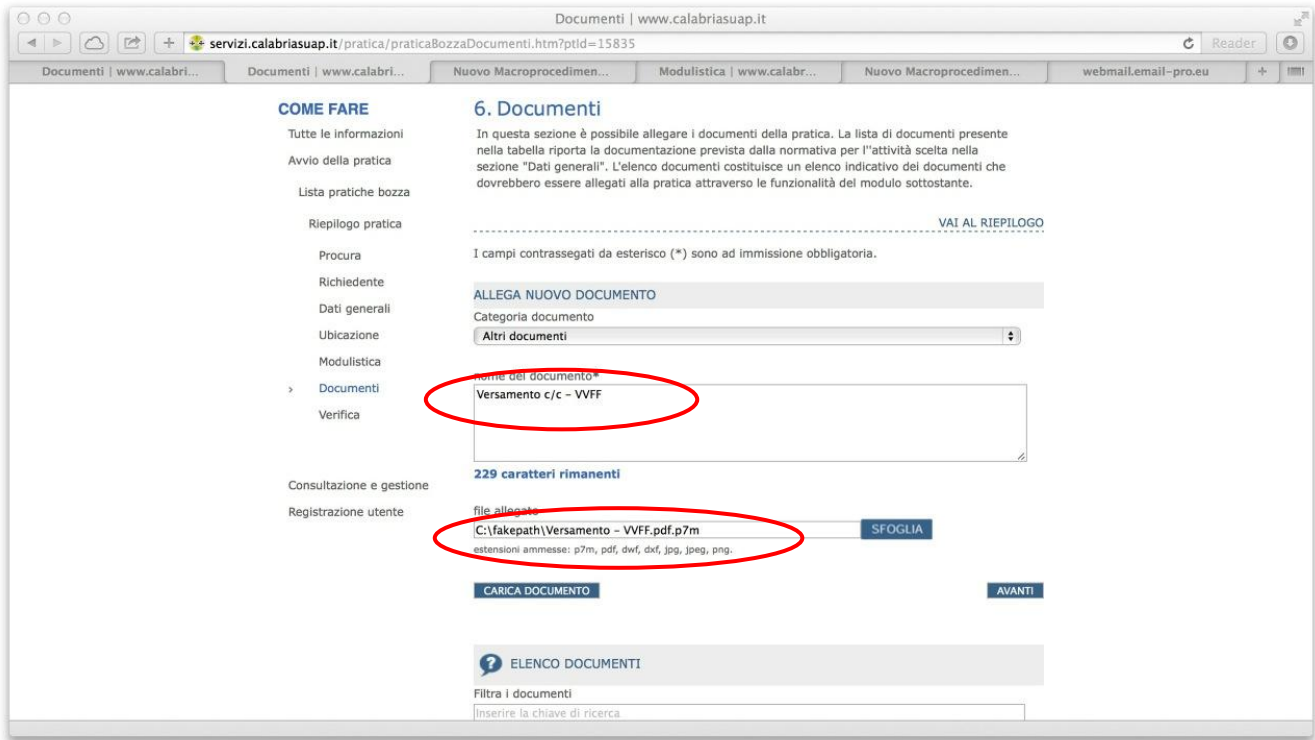 Documenti | www.calabriasuap.it
servizi.calabriasuap.it/pratica/praticaBozzaDocumenti.htm?ptId=15835
Reader
Documenti | www.calabri...
Documenti | www.calabri...
Nuovo Macroprocedimen...
Modulistica | www.calabr...
Nuovo Macroprocedimen...
webmail.email-pro.eu
COME FARE
Tutte le informazioni
Avvio della pratica
Lista pratiche bozza
Riepilogo pratica
Procura
Richiedente
Dati generali
Ubicazione
Modulistica
› Documenti
Verifica
Consultazione e gestione
Registrazione utente
6. Documenti
In questa sezione è possibile allegare i documenti della pratica. La lista di documenti presente
nella tabella riporta la documentazione prevista dalla normativa per l''attività scelta nella
sezione "Dati generali". L'elenco documenti costituisce un elenco indicativo dei documenti che
dovrebbero essere allegati alla pratica attraverso le funzionalità del modulo sottostante.
VAI AL RIEPILOGO
I campi contrassegati da esterisco (*) sono ad immissione obbligatoria.
ALLEGA NUOVO DOCUMENTO
Categoria documento
Altri documenti
nome del documento*
Versamento c/c – VVFF
229 caratteri rimanenti
file allegato
C:\fakepath\Versamento – VVFF.pdf.p7m
SFOGLIA
estensioni ammesse: p7m, pdf, dwf, dxf, jpg, jpeg, png.
CARICA DOCUMENTO
AVANTI
? ELENCO DOCUMENTI
Filtra i documenti
Inserire la chiave di ricerca